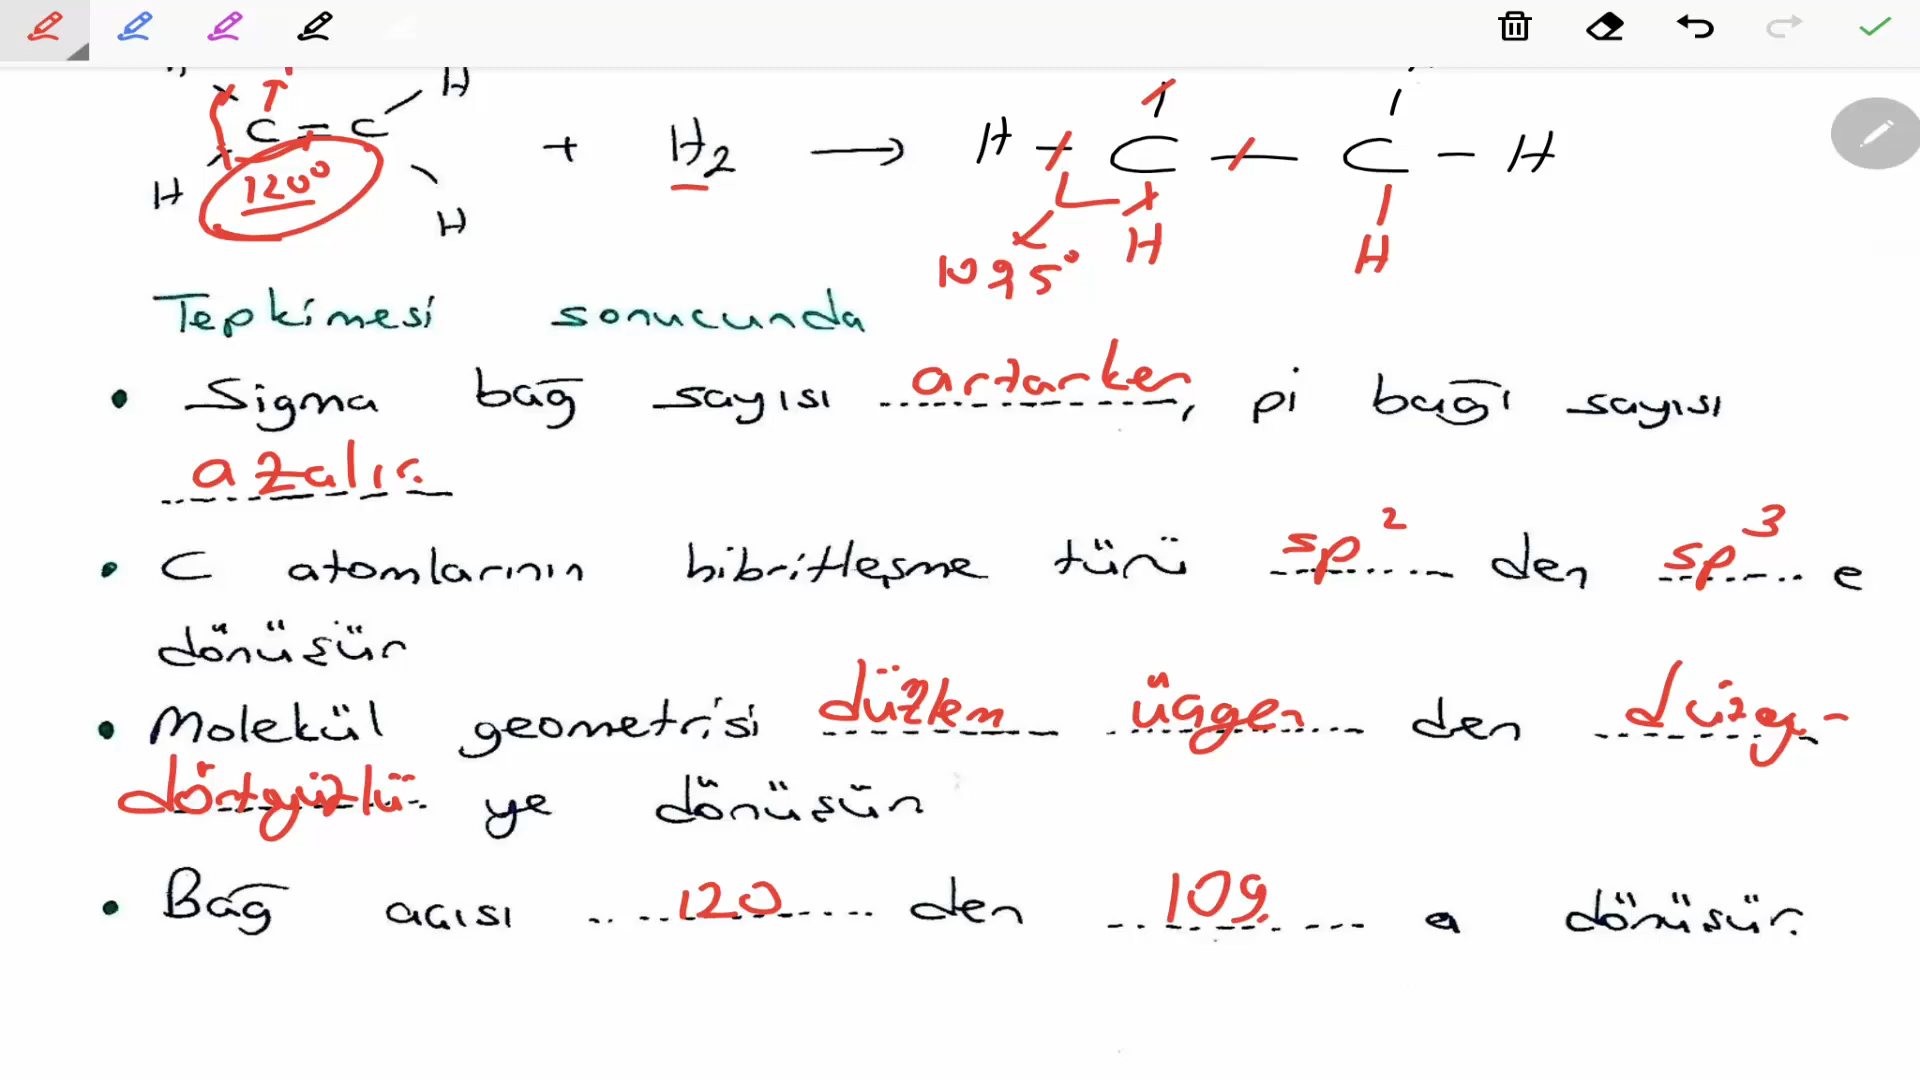 H
C = C
+ H2 → H - C - C - H
120°
H
H
H H
109,5°
Tepkimesi sonucunda
• Sigma bağ sayısı artarken, pi bağı sayısı
azalır.
• C atomlarının hibritleşme türü sp² den sp³ e
dönüşür
• Molekül geometrisi düzlem üçgen den düzgün
dörtyüzlü ye dönüşür
• Bağ açısı 120 den 109, a dönüşür.